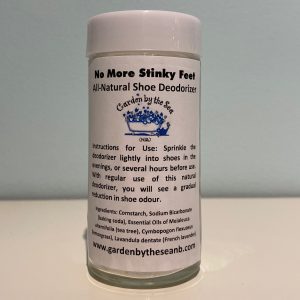 No More Stinky Feet
All-Natural Shoe Deodorizer
Garden by the Sea
Instructions for Use: Sprinkle the
deodorizer lightly into shoes in the
evenings, or several hours before use.
With regular use of this natural
deodorizer, you will see a gradual
reduction in shoe odour.
Ingredients: Cornstarch, Sodium Bicarbonate
(baking soda), Essential Oils of Melaleuca
alternifolia (tea tree), Cymbopogon flexuosus
(lemongrass), Lavandula dentate (French lavender).
www.gardenbytheseanb.com